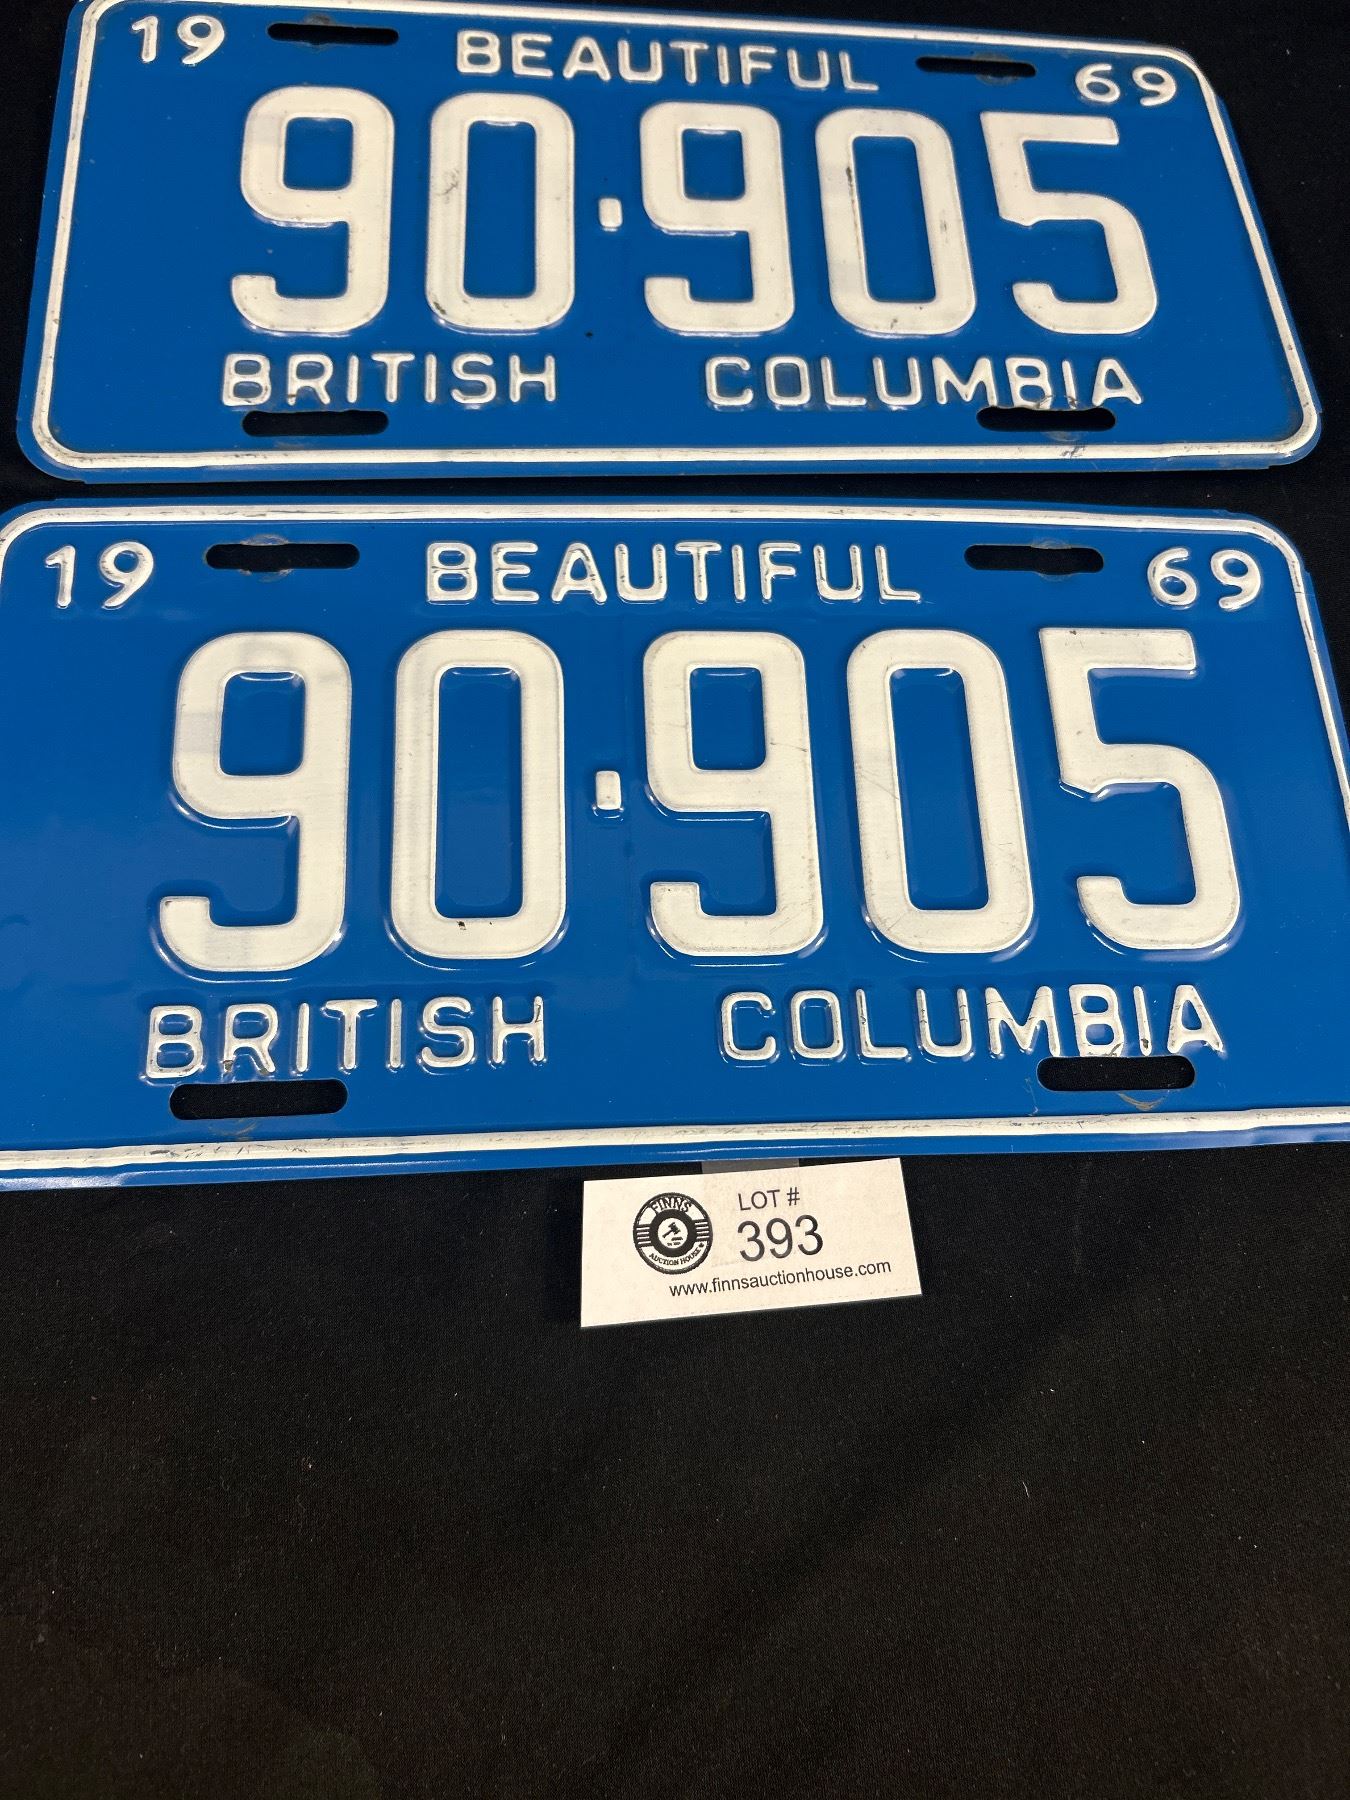 19 BEAUTIFUL 69
90·905
BRITISH COLUMBIA
19 BEAUTIFUL 69
90·905
BRITISH COLUMBIA
FINNS
AUCTION HOUSE
LOT #
393
www.finnsauctionhouse.com